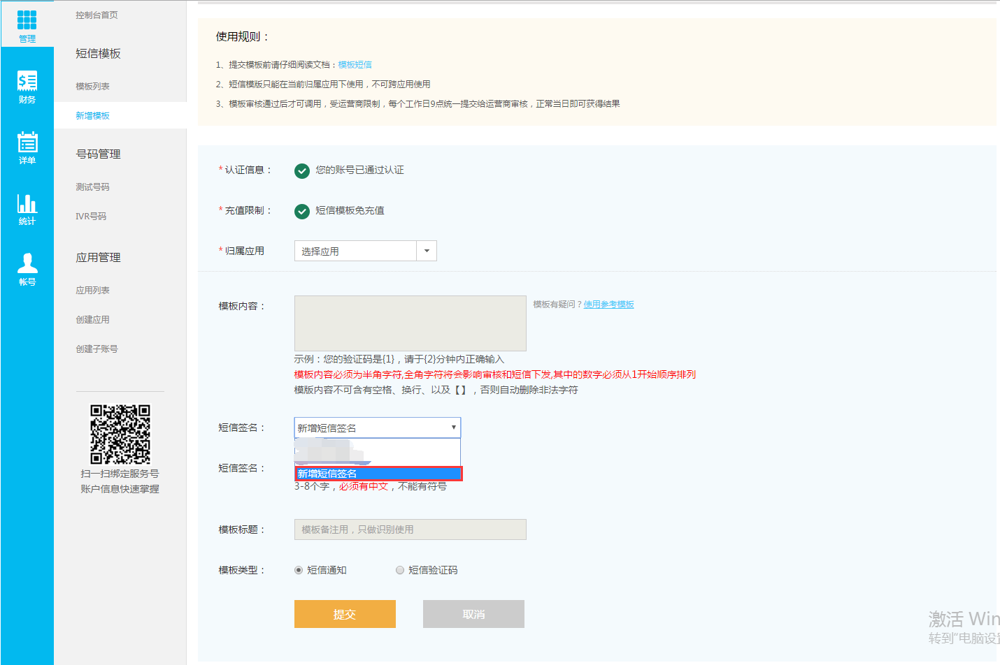 管理
财务
详单
统计
帐号
控制台首页
短信模板
模板列表
新增模板
号码管理
测试号码
IVR号码
应用管理
应用列表
创建应用
创建子账号
扫一扫绑定服务号
账户信息快速掌握
使用规则：
1、提交模板前请仔细阅读文档：模板短信
2、短信模版只能在当前归属应用下使用，不可跨应用使用
3、模板审核通过后才可调用，受运营商限制，每个工作日9点统一提交给运营商审核，正常当日即可获得结果
*认证信息： 您的账号已通过认证
*充值限制： 短信模板免充值
*归属应用 选择应用
模板内容： 模板有疑问？使用参考模板
示例：您的验证码是{1}，请于{2}分钟内正确输入
模板内容必须为半角字符,全角字符将会影响审核和短信下发,其中的数字必须从1开始顺序排列
模版内容不可含有空格、换行、以及【】，否则自动删除非法字符
短信签名： 新增短信签名
短信签名： 新增短信签名
3-8个字，必须有中文，不能有符号
模板标题： 模板备注用，只做识别使用
模板类型： 短信通知 短信验证码
提交 取消
激活 Win
转到"电脑设